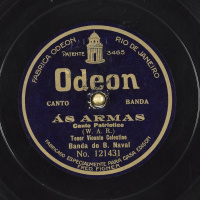 FABRICA ODEON RIO DE JANEIRO
PATENTE 3465
Odeon
CANTO BANDA
ÁS ARMAS
Canto Patriotico
(W. A. R.)
Tenor Vicente Celestino
Banda do B. Naval
No. 121431
FABRICADO ESPECIALMENTE PARA CASA EDISON
FRED FIGNER